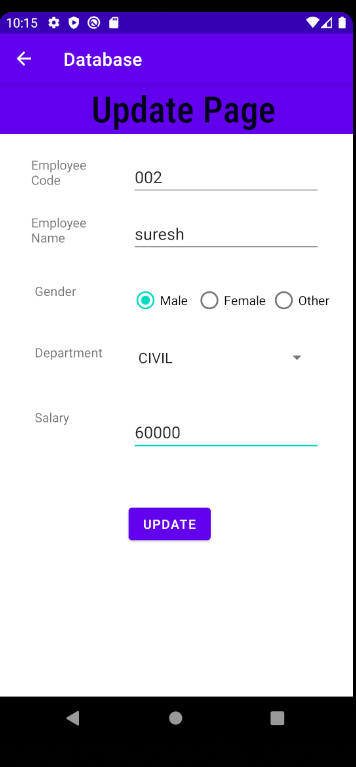 10:15
Database
Update Page
Employee
Code
002
Employee
Name
suresh
Gender
Male Female Other
Department
CIVIL
Salary
60000
UPDATE